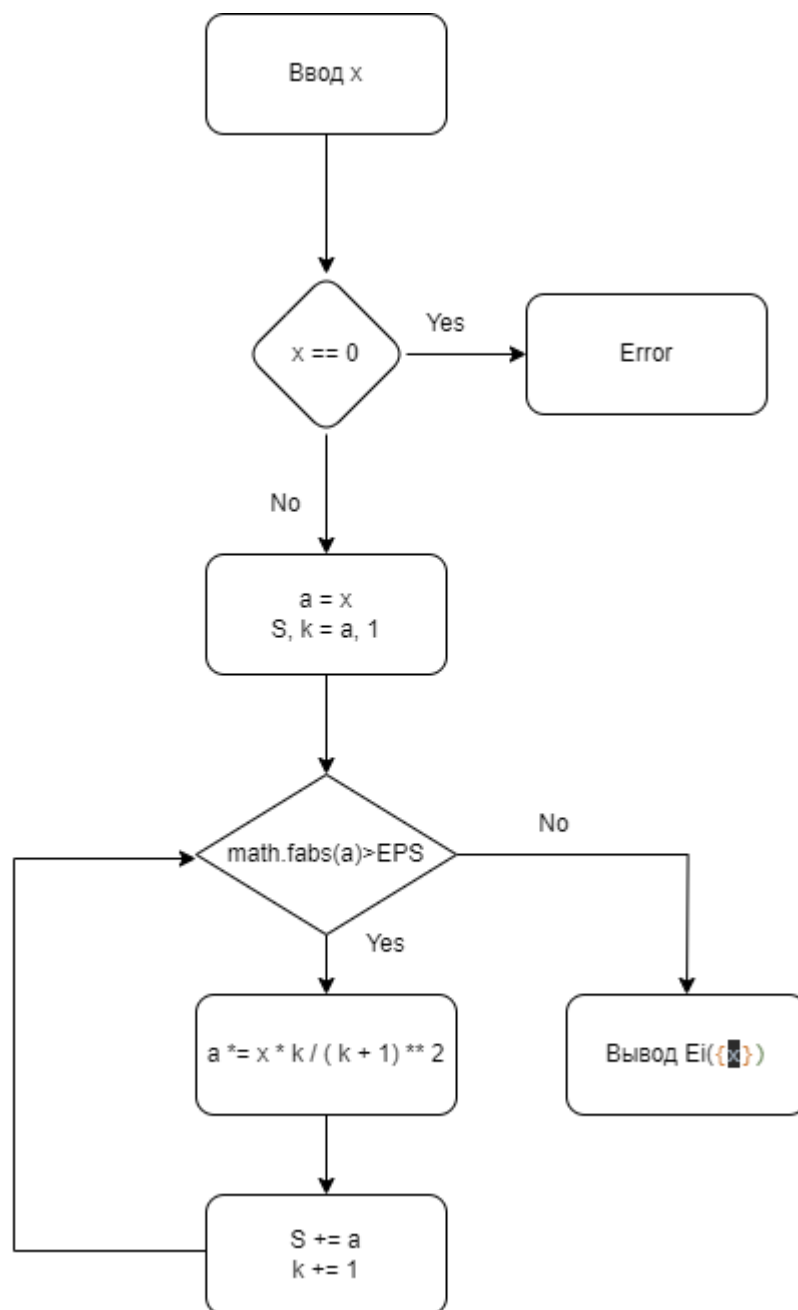 Ввод x
x == 0
Yes
Error
No
a = x
S, k = a, 1
math.fabs(a)>EPS
No
Yes
a *= x * k / ( k + 1) ** 2
Вывод Ei({x})
S += a
k += 1